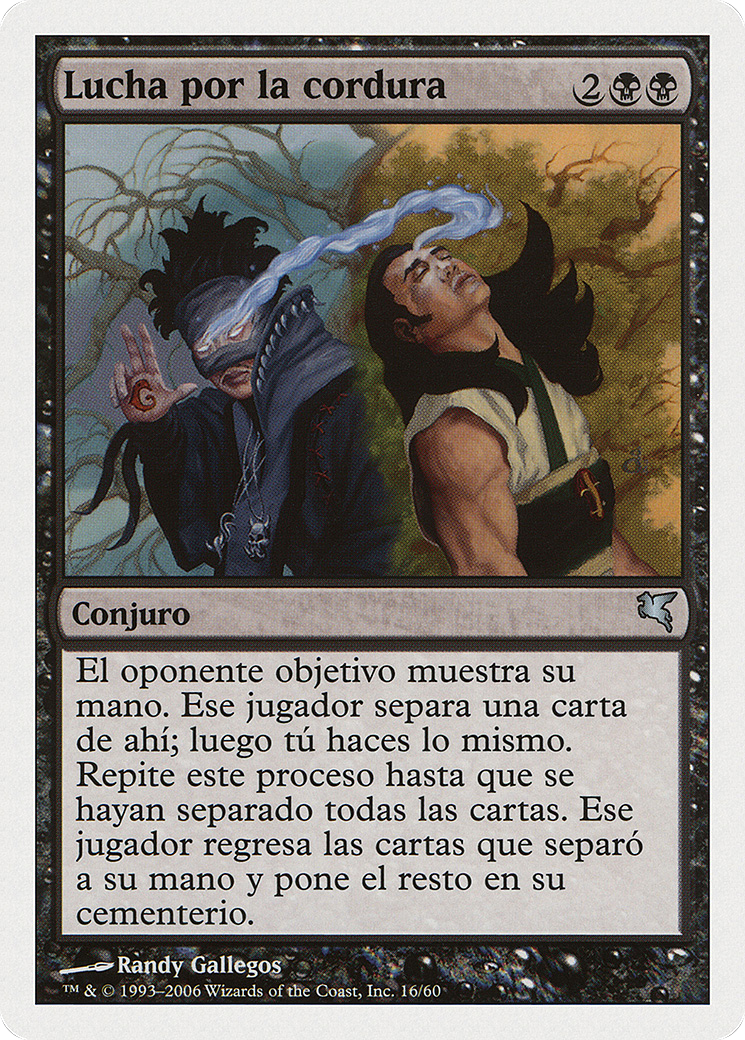 Lucha por la cordura 2
Conjuro
El oponente objetivo muestra su
mano. Ese jugador separa una carta
de ahí; luego tú haces lo mismo.
Repite este proceso hasta que se
hayan separado todas las cartas. Ese
jugador regresa las cartas que separó
a su mano y pone el resto en su
cementerio.
Randy Gallegos
™ & © 1993–2006 Wizards of the Coast, Inc. 16/60